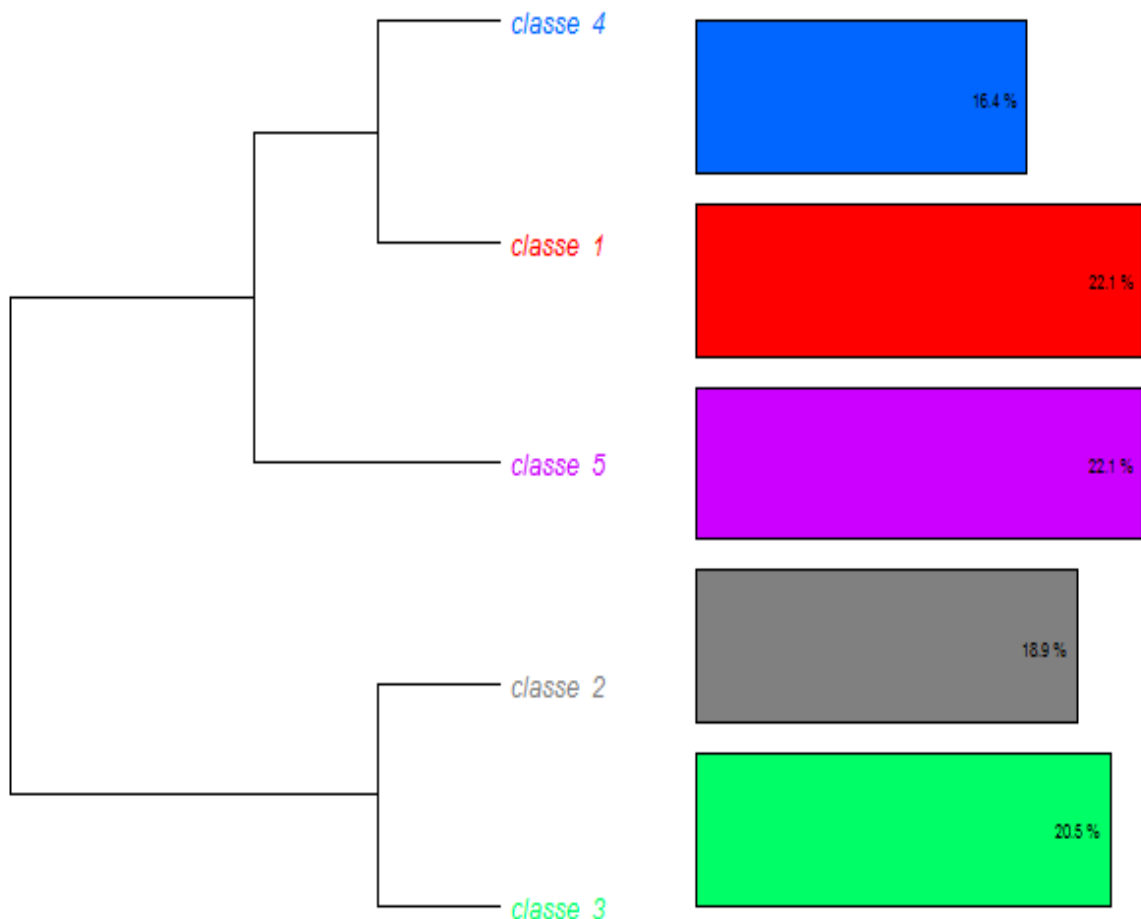 classe 4
16.4 %
classe 1
22.1 %
classe 5
22.1 %
classe 2
18.9 %
classe 3
20.5 %